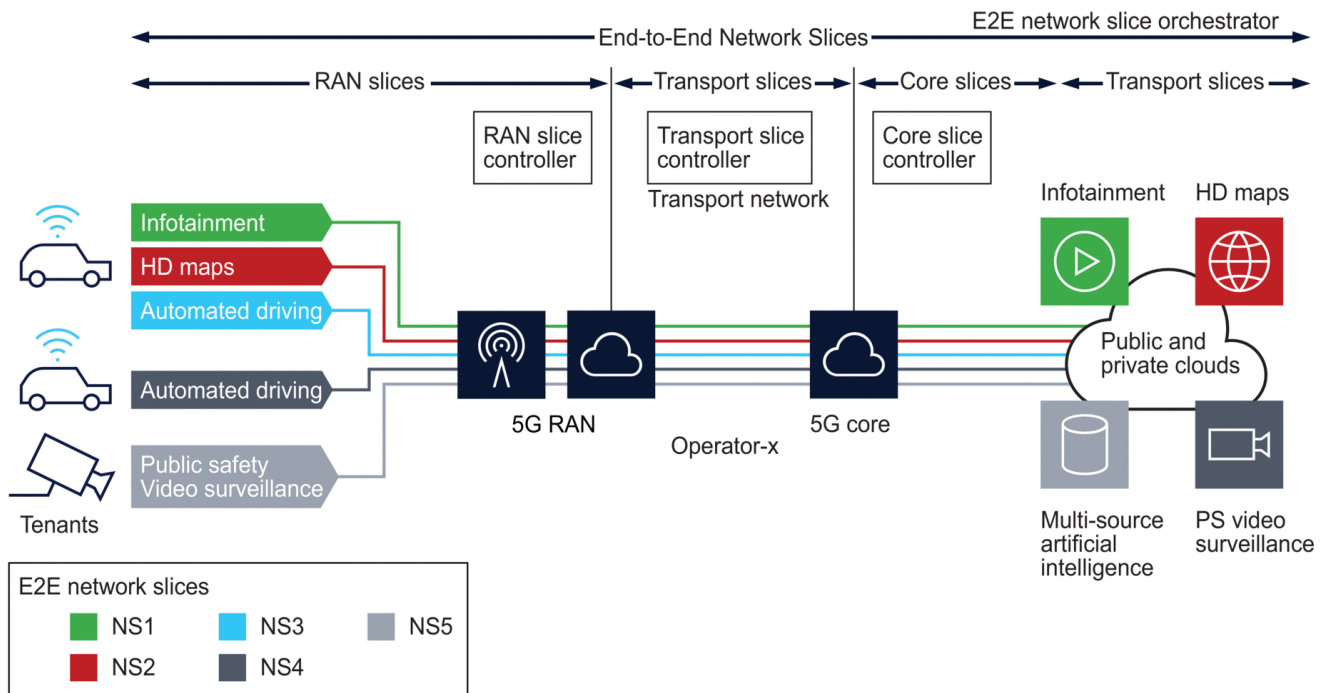 E2E network slice orchestrator
End-to-End Network Slices
RAN slices
Transport slices
Core slices
Transport slices
RAN slice
controller
Transport slice
controller
Core slice
controller
Transport network
Infotainment
HD maps
Infotainment
HD maps
Automated driving
Automated driving
Public safety
Video surveillance
Tenants
5G RAN
Operator-x
5G core
Public and
private clouds
Multi-source
artificial
intelligence
PS video
surveillance
E2E network slices
NS1
NS3
NS5
NS2
NS4